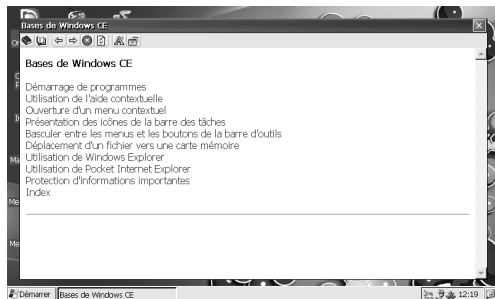 Bases de Windows CE
Bases de Windows CE
Démarrage de programmes
Utilisation de l'aide contextuelle
Ouverture d'un menu contextuel
Présentation des icônes de la barre des tâches
Basculer entre les menus et les boutons de la barre d'outils
Déplacement d'un fichier vers une carte mémoire
Utilisation de Windows Explorer
Utilisation de Pocket Internet Explorer
Protection d'informations importantes
Index
Démarrer
Bases de Windows CE
12:19